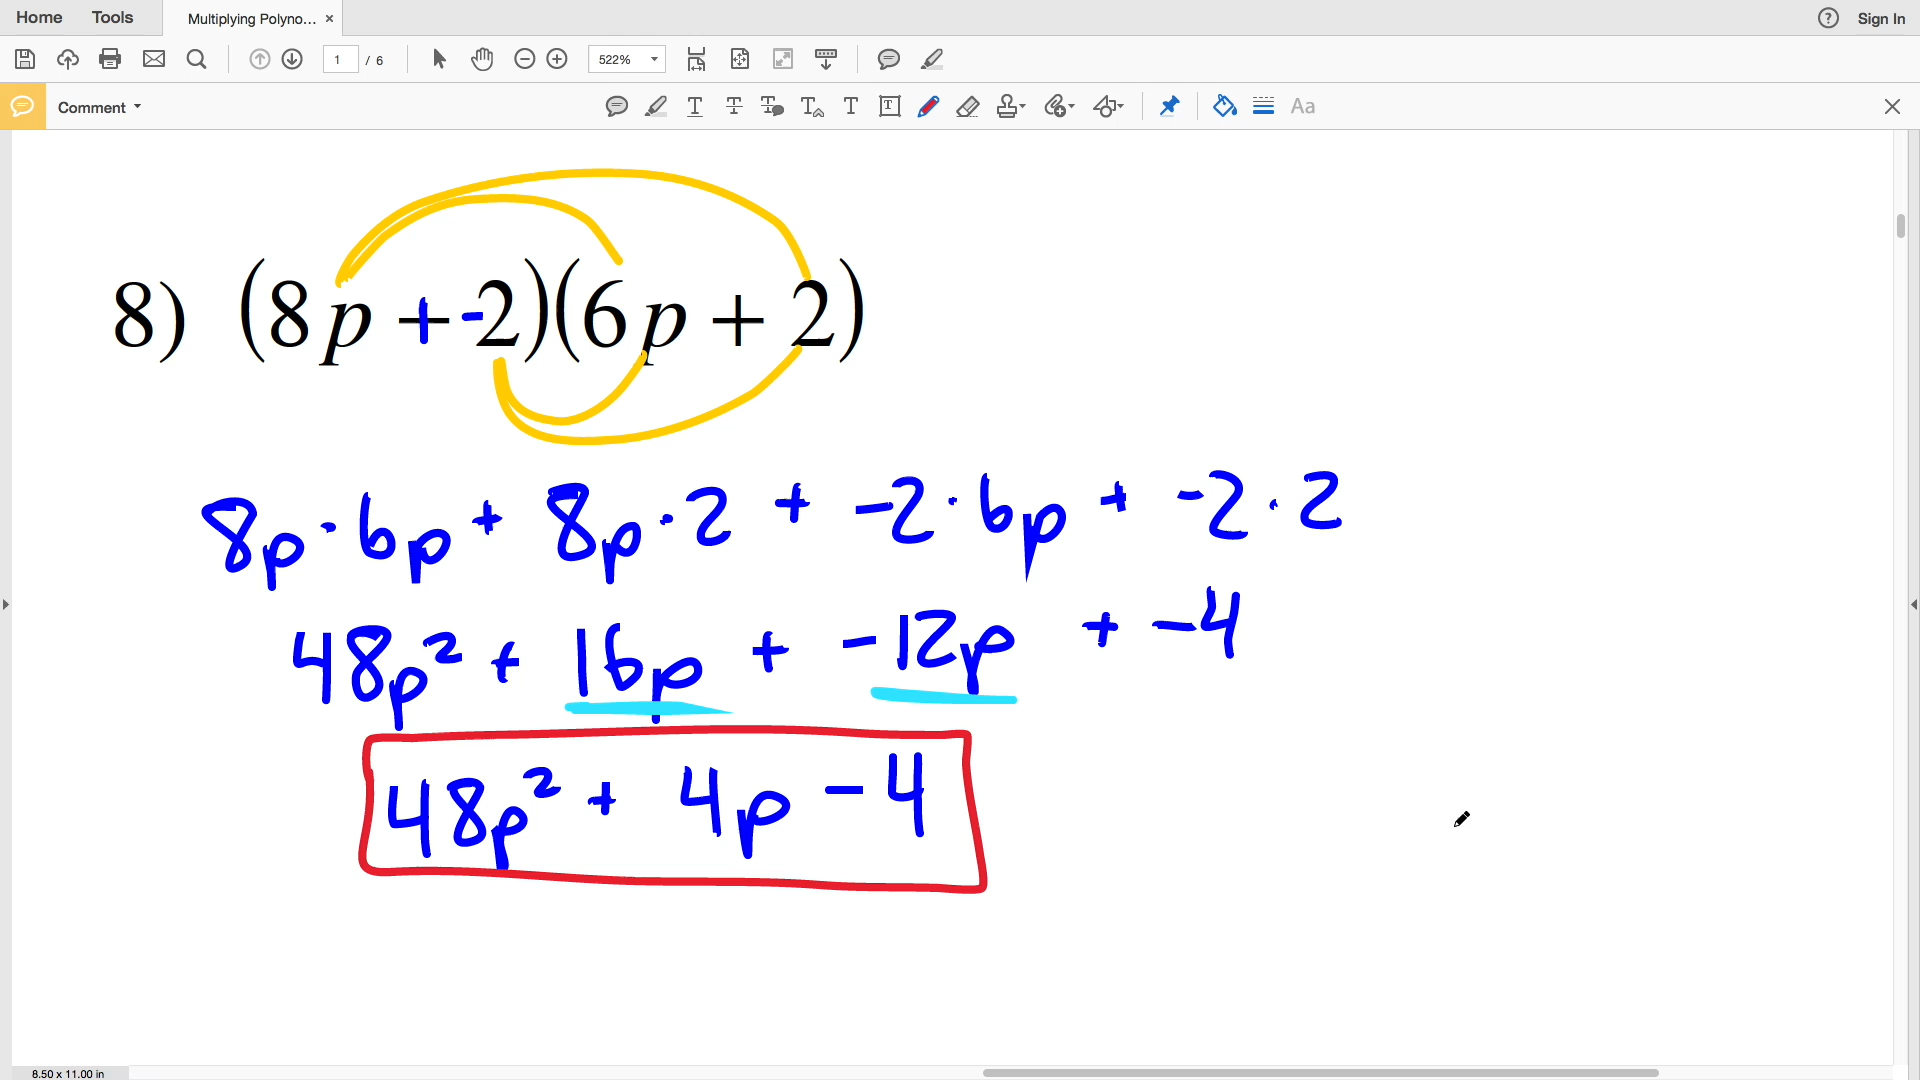 Home Tools Multiplying Polyno... × ? Sign In
1 / 6 522%
Comment Aa
8) (8p + -2)(6p + 2)
8p · 6p + 8p · 2 + -2 · 6p + -2 · 2
48p² + 16p + -12p + -4
48p² + 4p - 4
8.50 x 11.00 in